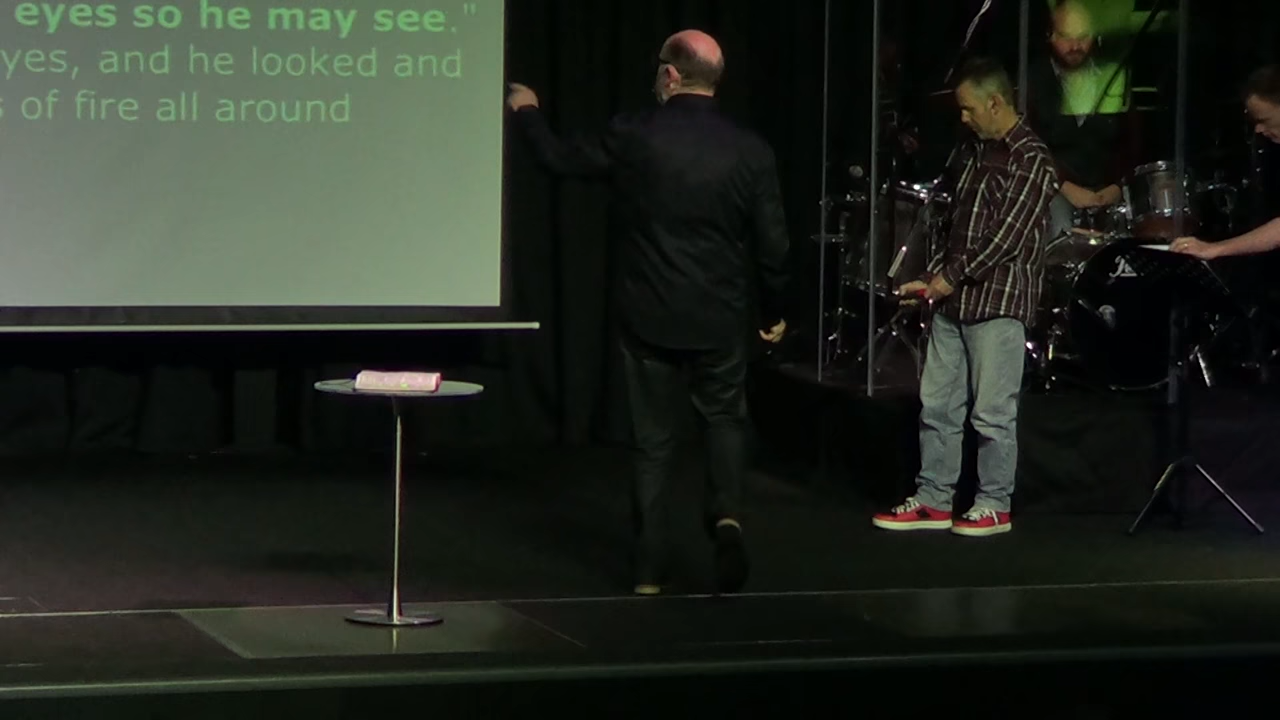 eyes so he may see."
yes, and he looked and
s of fire all around